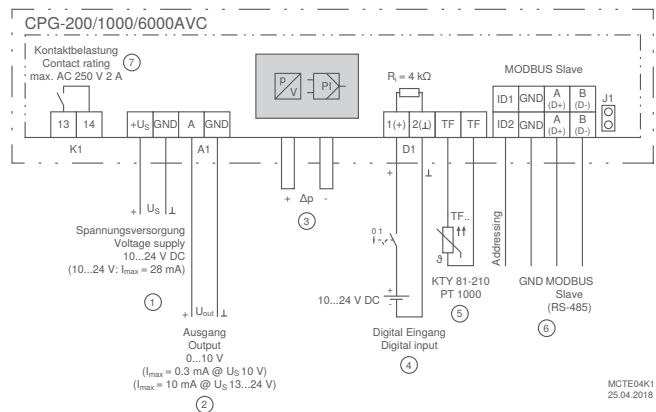 CPG-200/1000/6000AVC
Kontaktbelastung
Contact rating
max. AC 250 V 2 A
7
p
V
PI
Ri = 4 kΩ
MODBUS Slave
J1
ID1 GND A (D+) B (D-)
ID2 GND A (D+) B (D-)
13 14
+US GND A GND
1(+) 2(⊥) TF TF
K1
A1
D1
+ US ⊥
+ Δp -
3
+ ⊥
0 1
TF..
ϑ
Addressing
Spannungsversorgung
Voltage supply
10...24 V DC
(10...24 V: Imax = 28 mA)
1
+ Uout ⊥
Ausgang
Output
0...10 V
(Imax = 0.3 mA @ US 10 V)
(Imax = 10 mA @ US 13...24 V)
2
10...24 V DC
+
-
Digital Eingang
Digital input
4
KTY 81-210
PT 1000
5
GND MODBUS
Slave
(RS-485)
6
MCTE04K1
25.04.2018